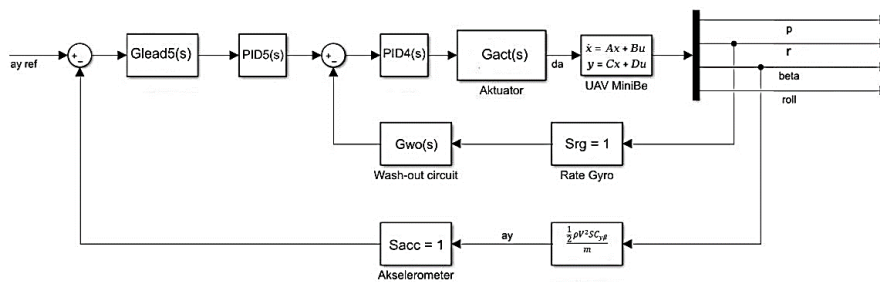 ay ref
+
−
Glead5(s)
PID5(s)
+
−
PID4(s)
Gact(s)
Aktuator
da
ẋ = Ax + Bu
y = Cx + Du
UAV MiniBe
p
r
beta
roll
Gwo(s)
Wash-out circuit
Srg = 1
Rate Gyro
Sacc = 1
Akselerometer
ay
½ρV²SC_yβ
m